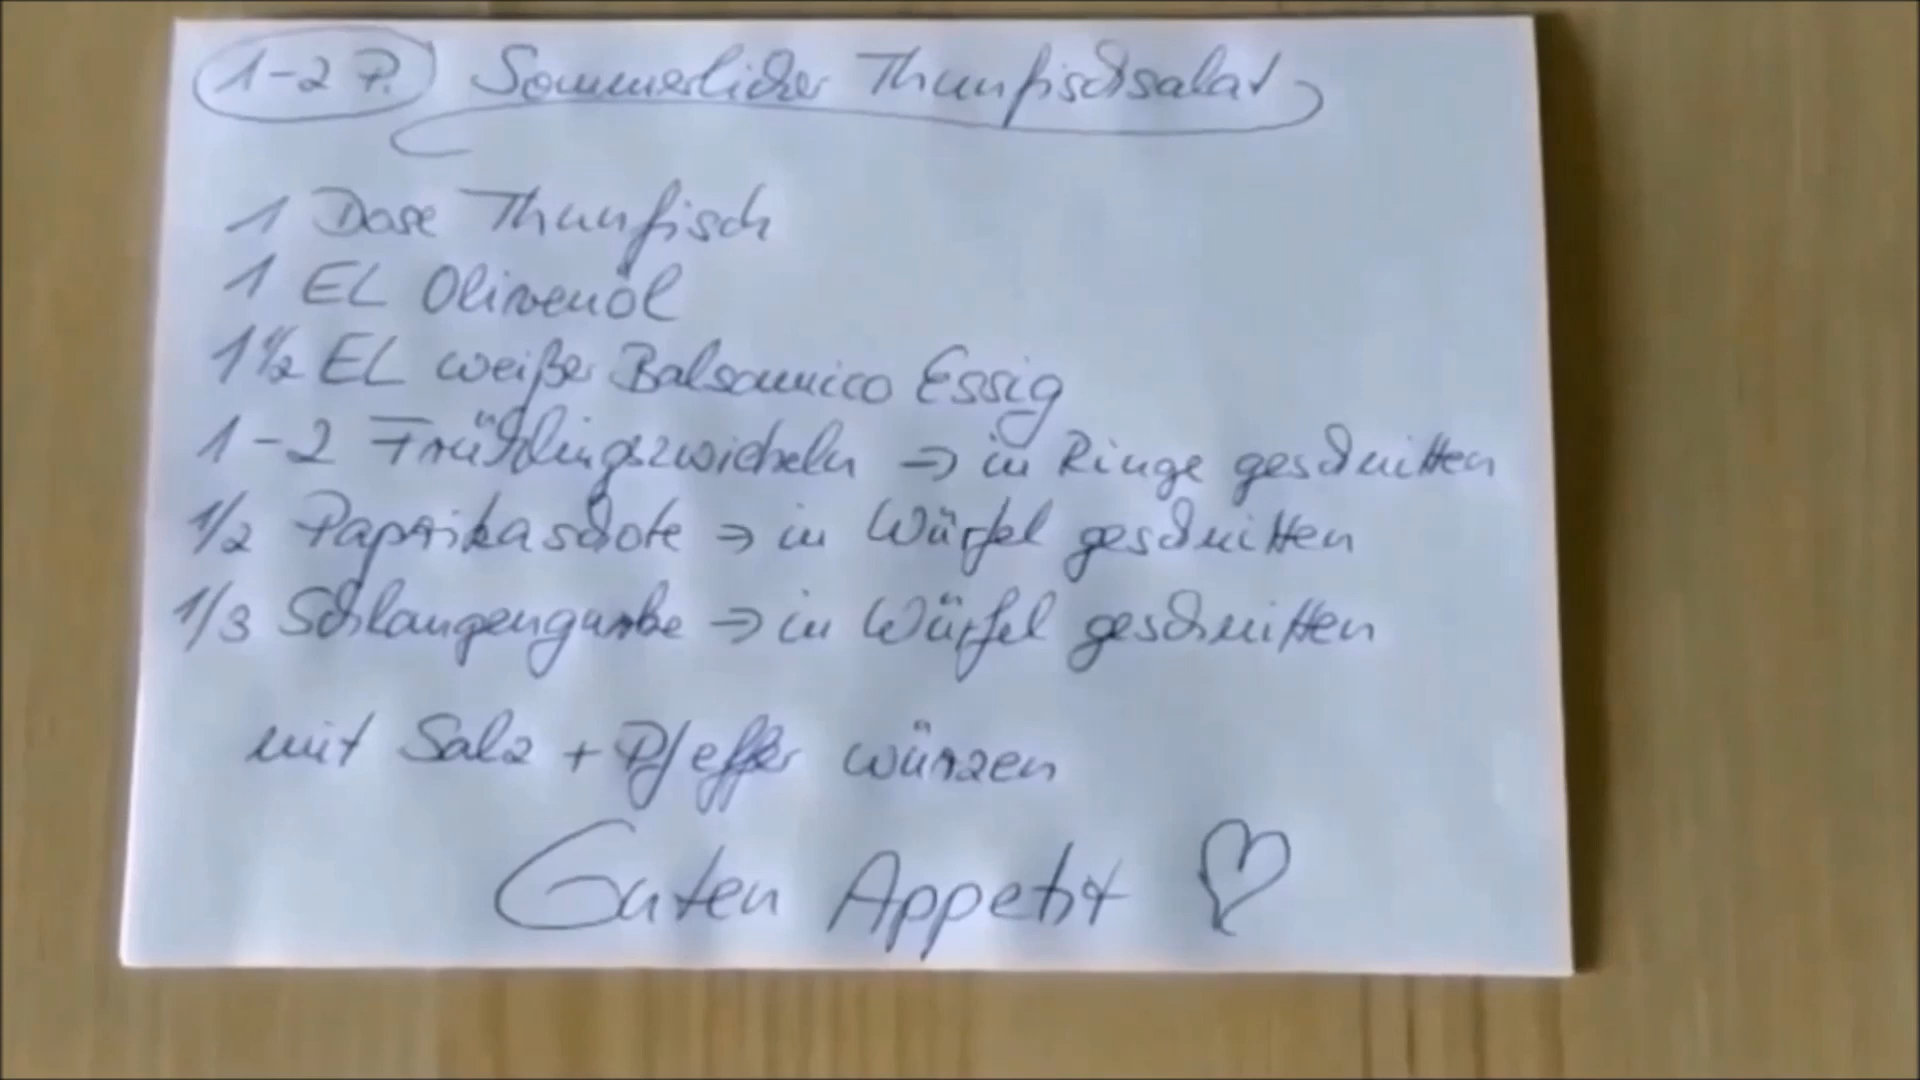 1-2 P. Sommerlicher Thunfischsalat
1 Dose Thunfisch
1 EL Olivenöl
1 1/2 EL weißer Balsamico Essig
1-2 Frühlingszwiebeln → in Ringe geschnitten
1/2 Paprikaschote → in Würfel geschnitten
1/3 Schlangengurke → in Würfel geschnitten
mit Salz + Pfeffer würzen
Guten Appetit ♡